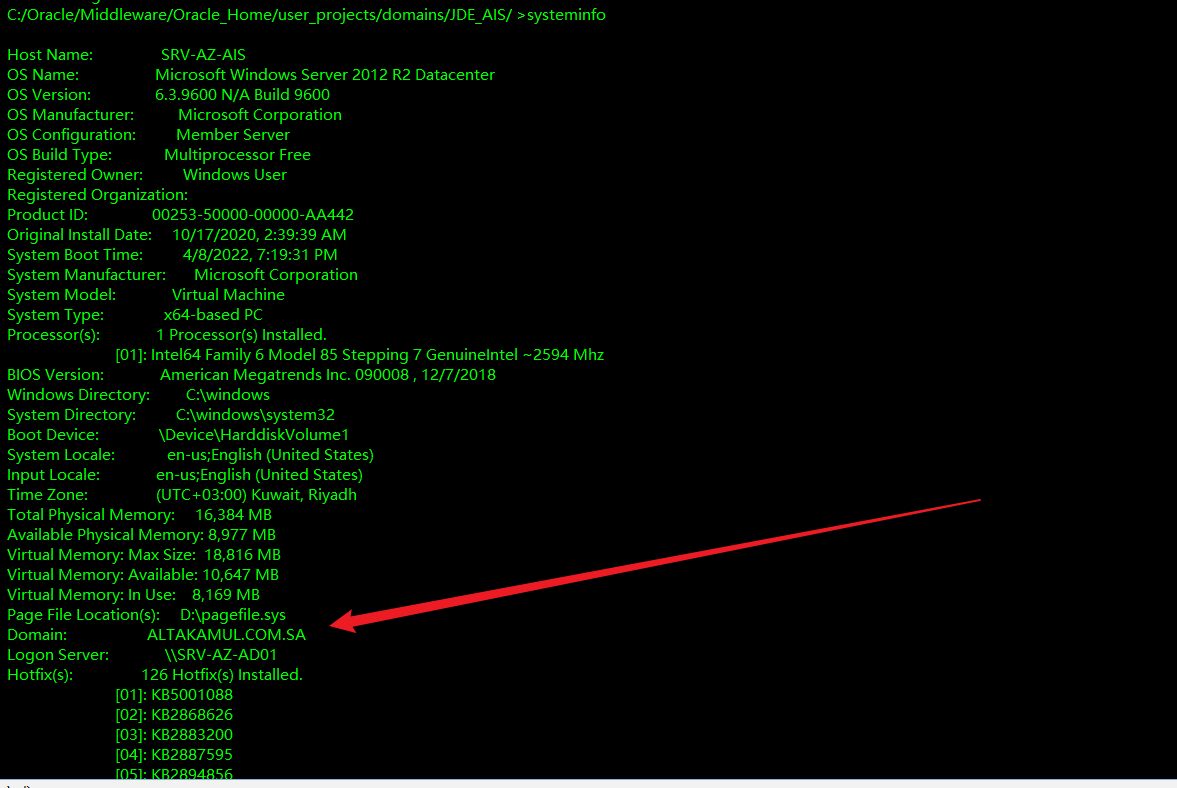 C:/Oracle/Middleware/Oracle_Home/user_projects/domains/JDE_AIS/ >systeminfo
Host Name: SRV-AZ-AIS
OS Name: Microsoft Windows Server 2012 R2 Datacenter
OS Version: 6.3.9600 N/A Build 9600
OS Manufacturer: Microsoft Corporation
OS Configuration: Member Server
OS Build Type: Multiprocessor Free
Registered Owner: Windows User
Registered Organization:
Product ID: 00253-50000-00000-AA442
Original Install Date: 10/17/2020, 2:39:39 AM
System Boot Time: 4/8/2022, 7:19:31 PM
System Manufacturer: Microsoft Corporation
System Model: Virtual Machine
System Type: x64-based PC
Processor(s): 1 Processor(s) Installed.
[01]: Intel64 Family 6 Model 85 Stepping 7 GenuineIntel ~2594 Mhz
BIOS Version: American Megatrends Inc. 090008 , 12/7/2018
Windows Directory: C:\windows
System Directory: C:\windows\system32
Boot Device: \Device\HarddiskVolume1
System Locale: en-us;English (United States)
Input Locale: en-us;English (United States)
Time Zone: (UTC+03:00) Kuwait, Riyadh
Total Physical Memory: 16,384 MB
Available Physical Memory: 8,977 MB
Virtual Memory: Max Size: 18,816 MB
Virtual Memory: Available: 10,647 MB
Virtual Memory: In Use: 8,169 MB
Page File Location(s): D:\pagefile.sys
Domain: ALTAKAMUL.COM.SA
Logon Server: \\SRV-AZ-AD01
Hotfix(s): 126 Hotfix(s) Installed.
[01]: KB5001088
[02]: KB2868626
[03]: KB2883200
[04]: KB2887595
[05]: KB2894856